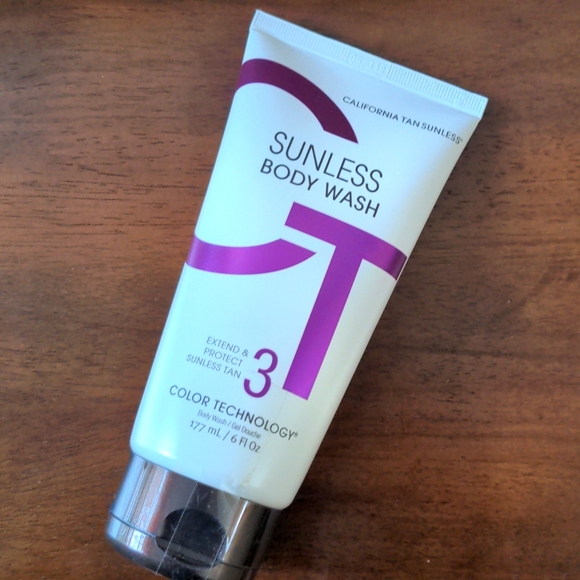 CALIFORNIA TAN SUNLESS®
SUNLESS
BODY WASH
CT
EXTEND &
PROTECT
SUNLESS TAN
3
COLOR TECHNOLOGY®
Body Wash / Gel Douche
177 mL / 6 Fl Oz